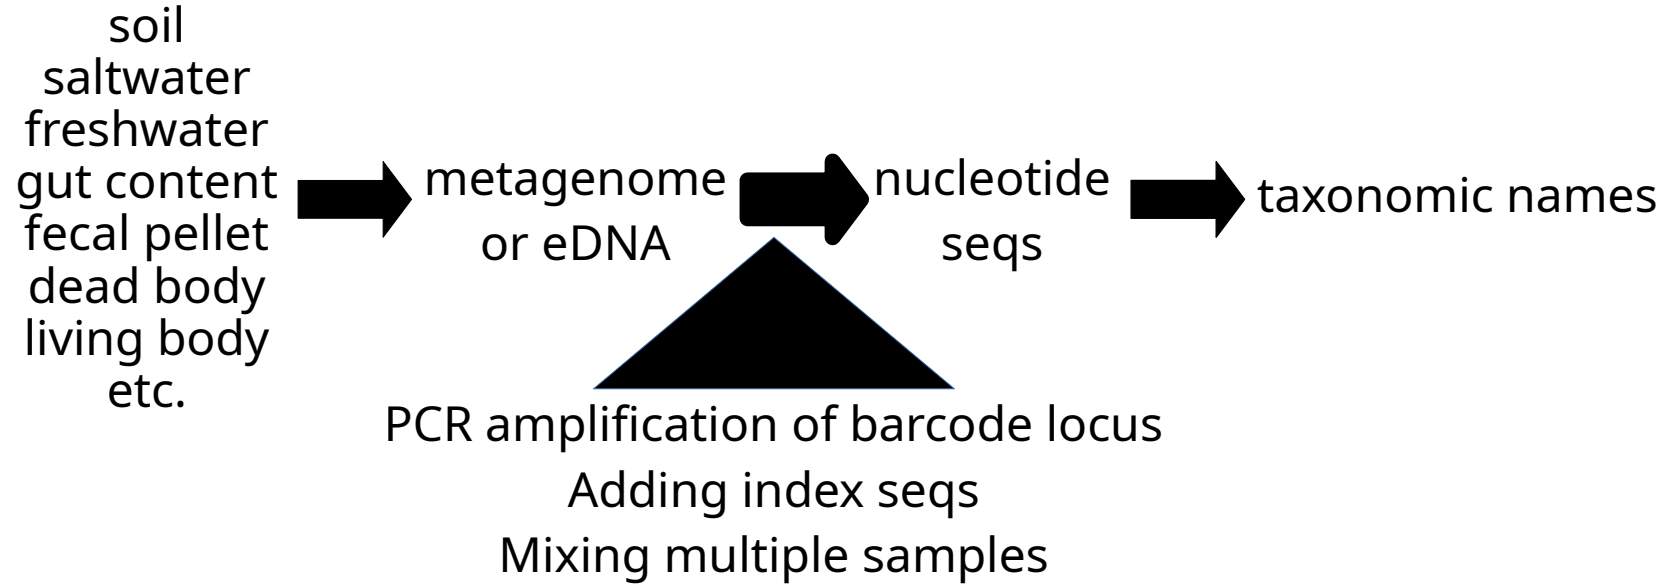 soil
saltwater
freshwater
gut content
fecal pellet
dead body
living body
etc.
metagenome
or eDNA
nucleotide
seqs
taxonomic names
PCR amplification of barcode locus
Adding index seqs
Mixing multiple samples